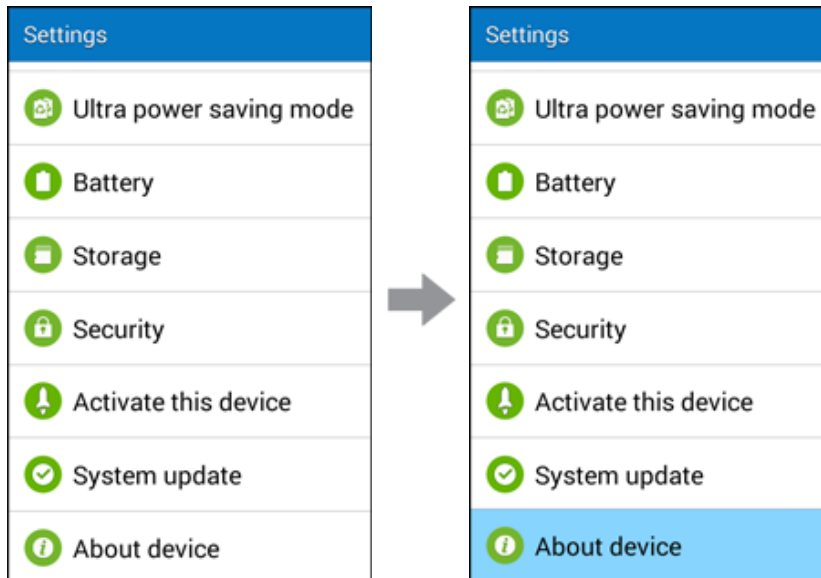 Settings
Ultra power saving mode
Battery
Storage
Security
Activate this device
System update
About device
Settings
Ultra power saving mode
Battery
Storage
Security
Activate this device
System update
About device